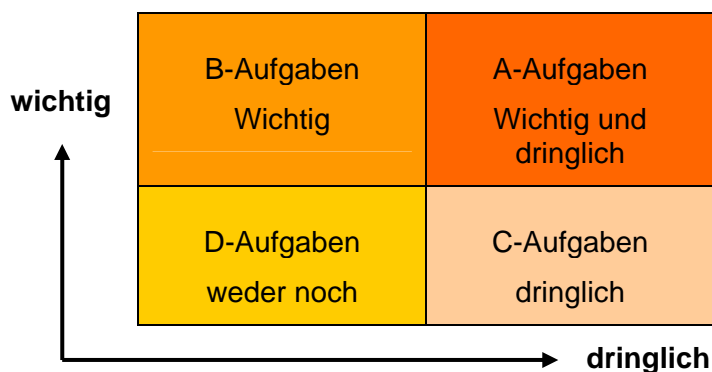 wichtig
B-Aufgaben
Wichtig
A-Aufgaben
Wichtig und
dringlich
D-Aufgaben
weder noch
C-Aufgaben
dringlich
dringlich